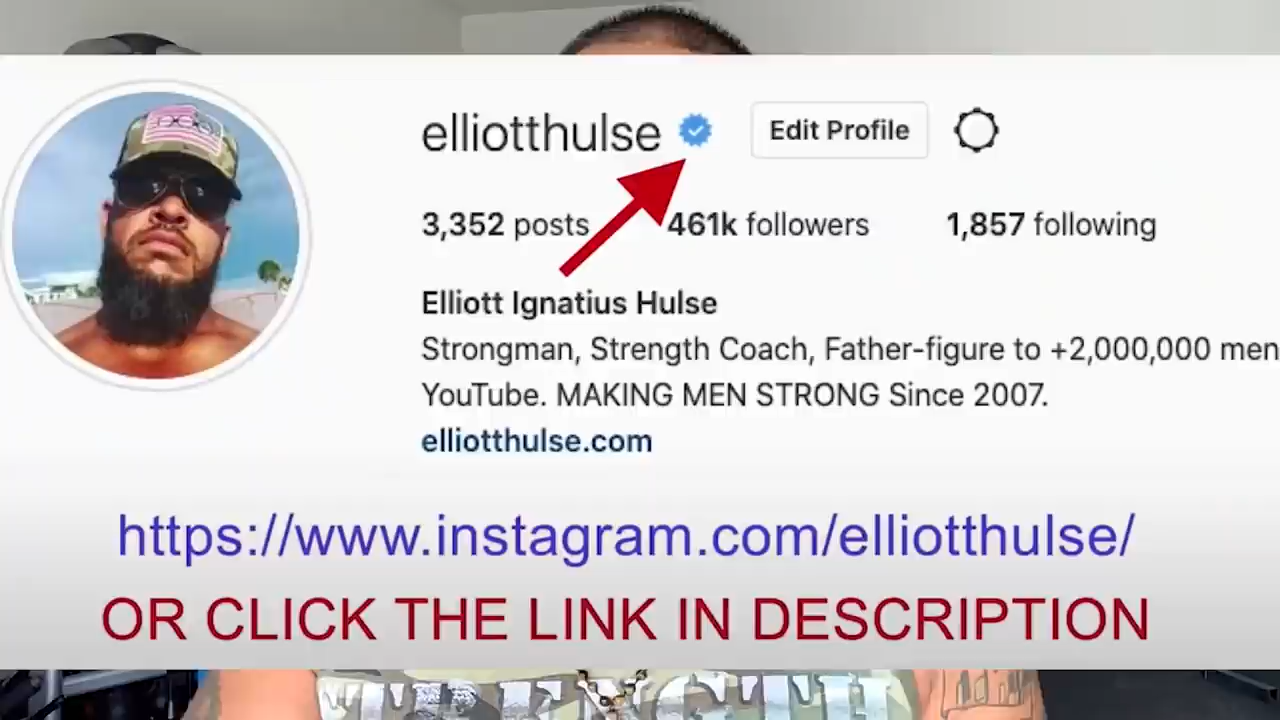 elliotthulse
Edit Profile
3,352 posts
461k followers
1,857 following
Elliott Ignatius Hulse
Strongman, Strength Coach, Father-figure to +2,000,000 men
YouTube. MAKING MEN STRONG Since 2007.
elliotthulse.com
https://www.instagram.com/elliotthulse/
OR CLICK THE LINK IN DESCRIPTION